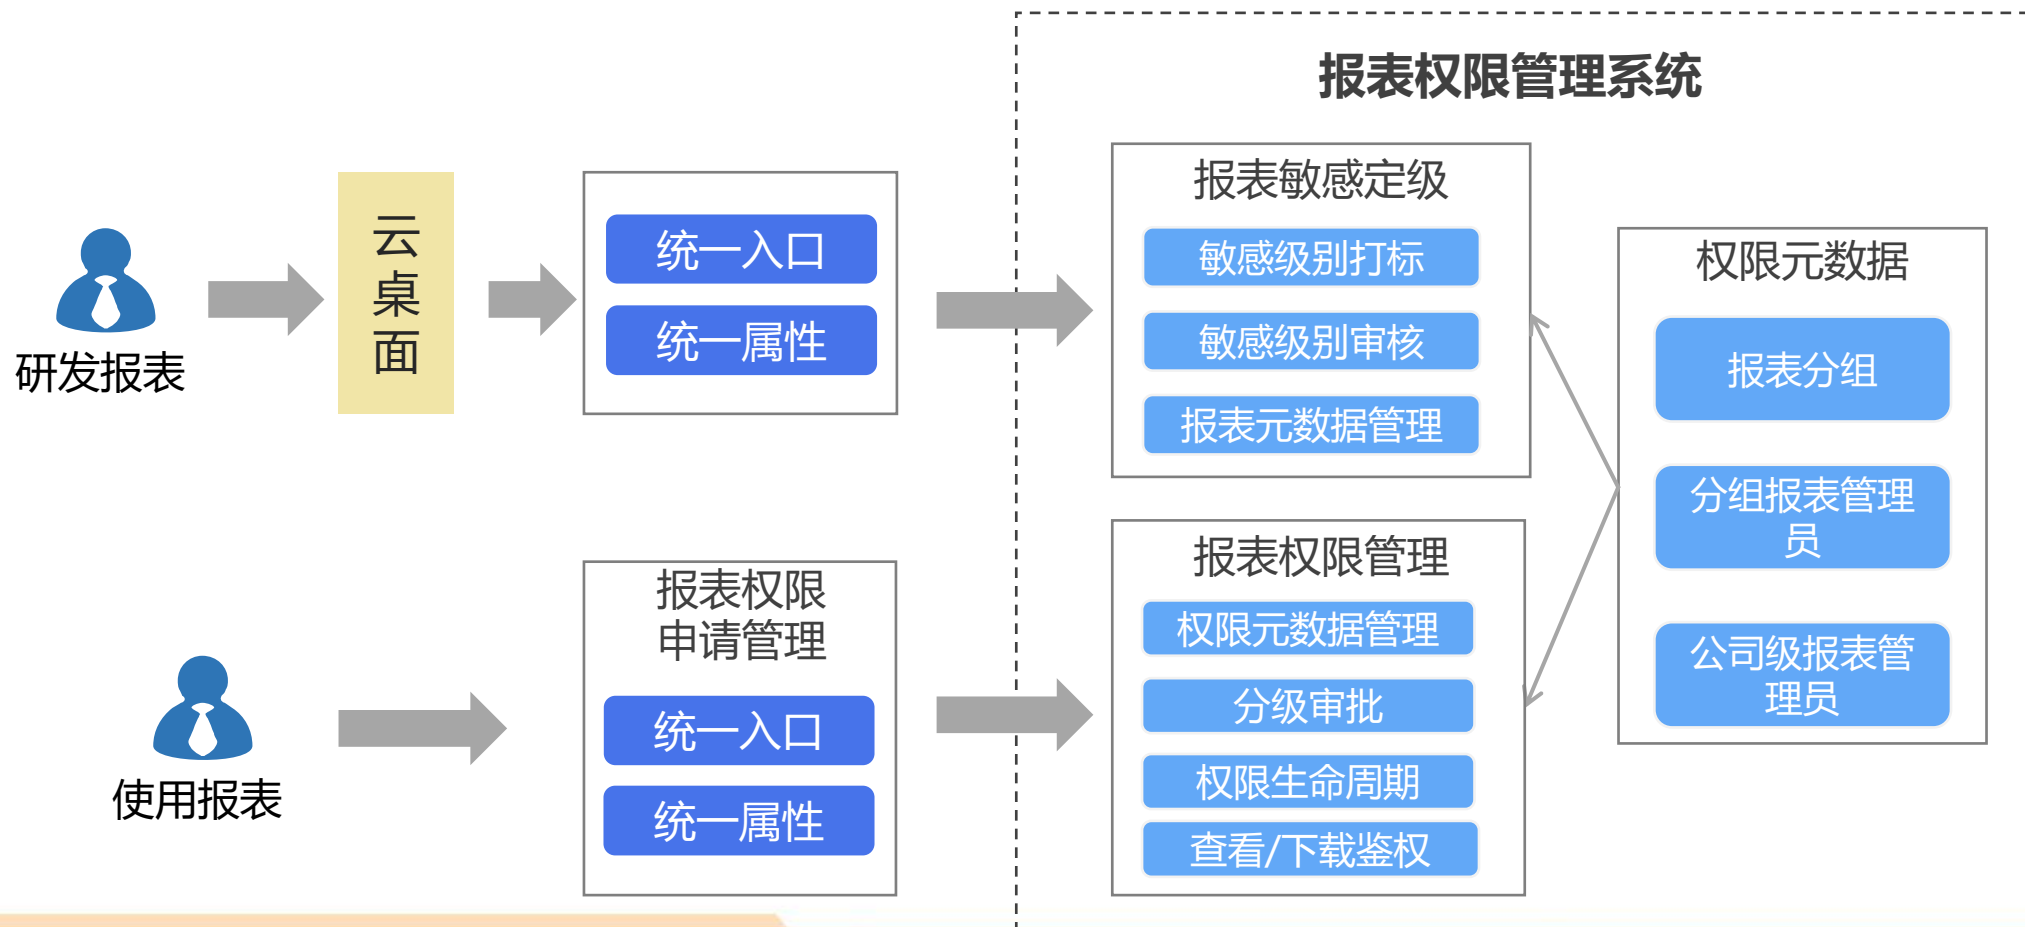 报表权限管理系统
研发报表
云
桌
面
统一入口
统一属性
报表敏感定级
敏感级别打标
敏感级别审核
报表元数据管理
权限元数据
报表分组
分组报表管理
员
公司级报表管
理员
使用报表
报表权限
申请管理
统一入口
统一属性
报表权限管理
权限元数据管理
分级审批
权限生命周期
查看/下载鉴权